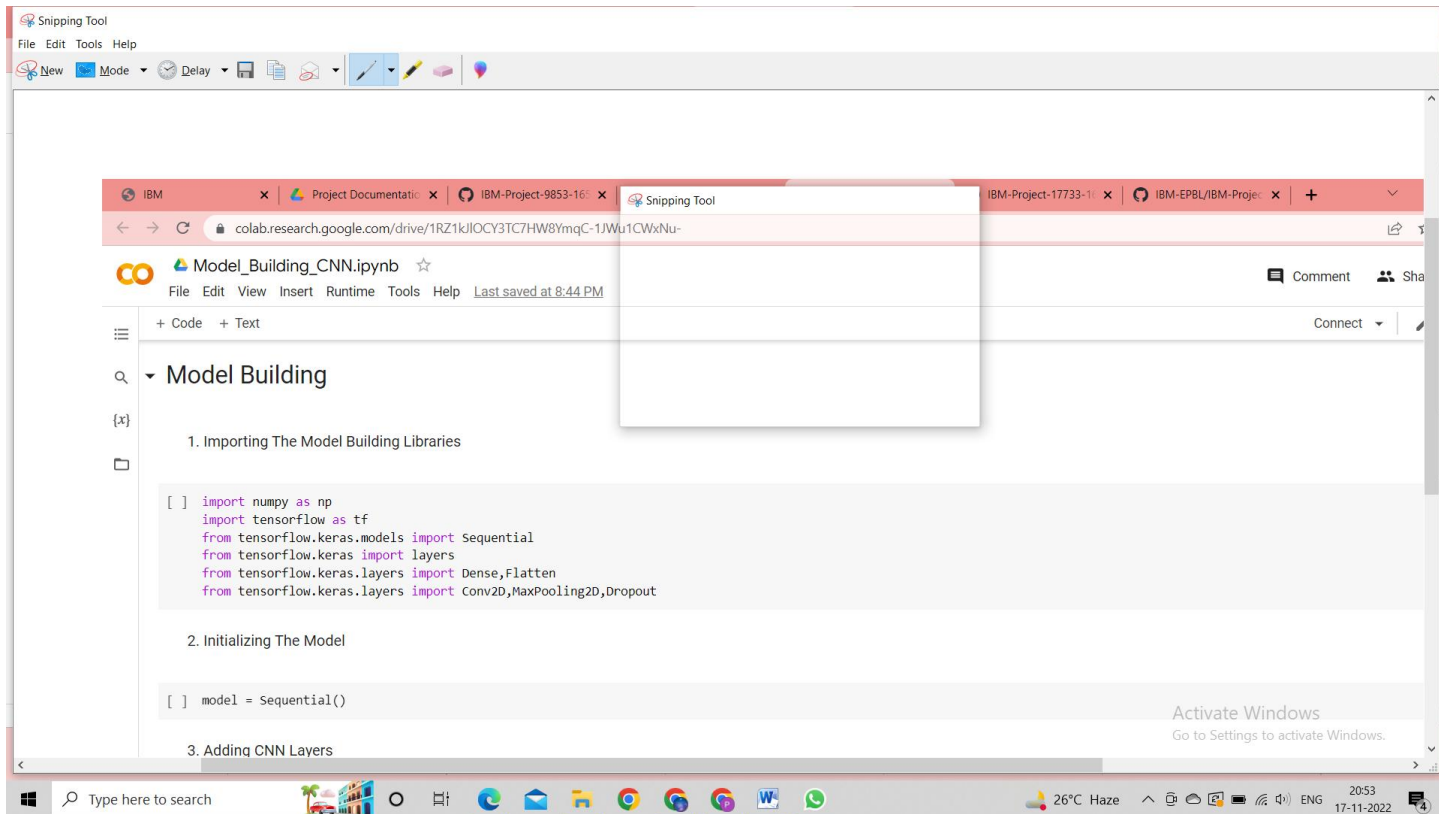 Snipping Tool
File Edit Tools Help
New Mode Delay
IBM Project Documentatic IBM-Project-9853-165 IBM-Project-17733-16 IBM-EPBL/IBM-Projec
Snipping Tool
colab.research.google.com/drive/1RZ1kJlOCY3TC7HW8YmqC-1JWu1CWxNu-
Model_Building_CNN.ipynb
Comment Sha
File Edit View Insert Runtime Tools Help Last saved at 8:44 PM
+ Code + Text Connect
Model Building
{x}
1. Importing The Model Building Libraries
[ ] import numpy as np
import tensorflow as tf
from tensorflow.keras.models import Sequential
from tensorflow.keras import layers
from tensorflow.keras.layers import Dense,Flatten
from tensorflow.keras.layers import Conv2D,MaxPooling2D,Dropout
2. Initializing The Model
[ ] model = Sequential()
Activate Windows
Go to Settings to activate Windows.
3. Adding CNN Layers
Type here to search 26°C Haze ENG 20:53
17-11-2022 4